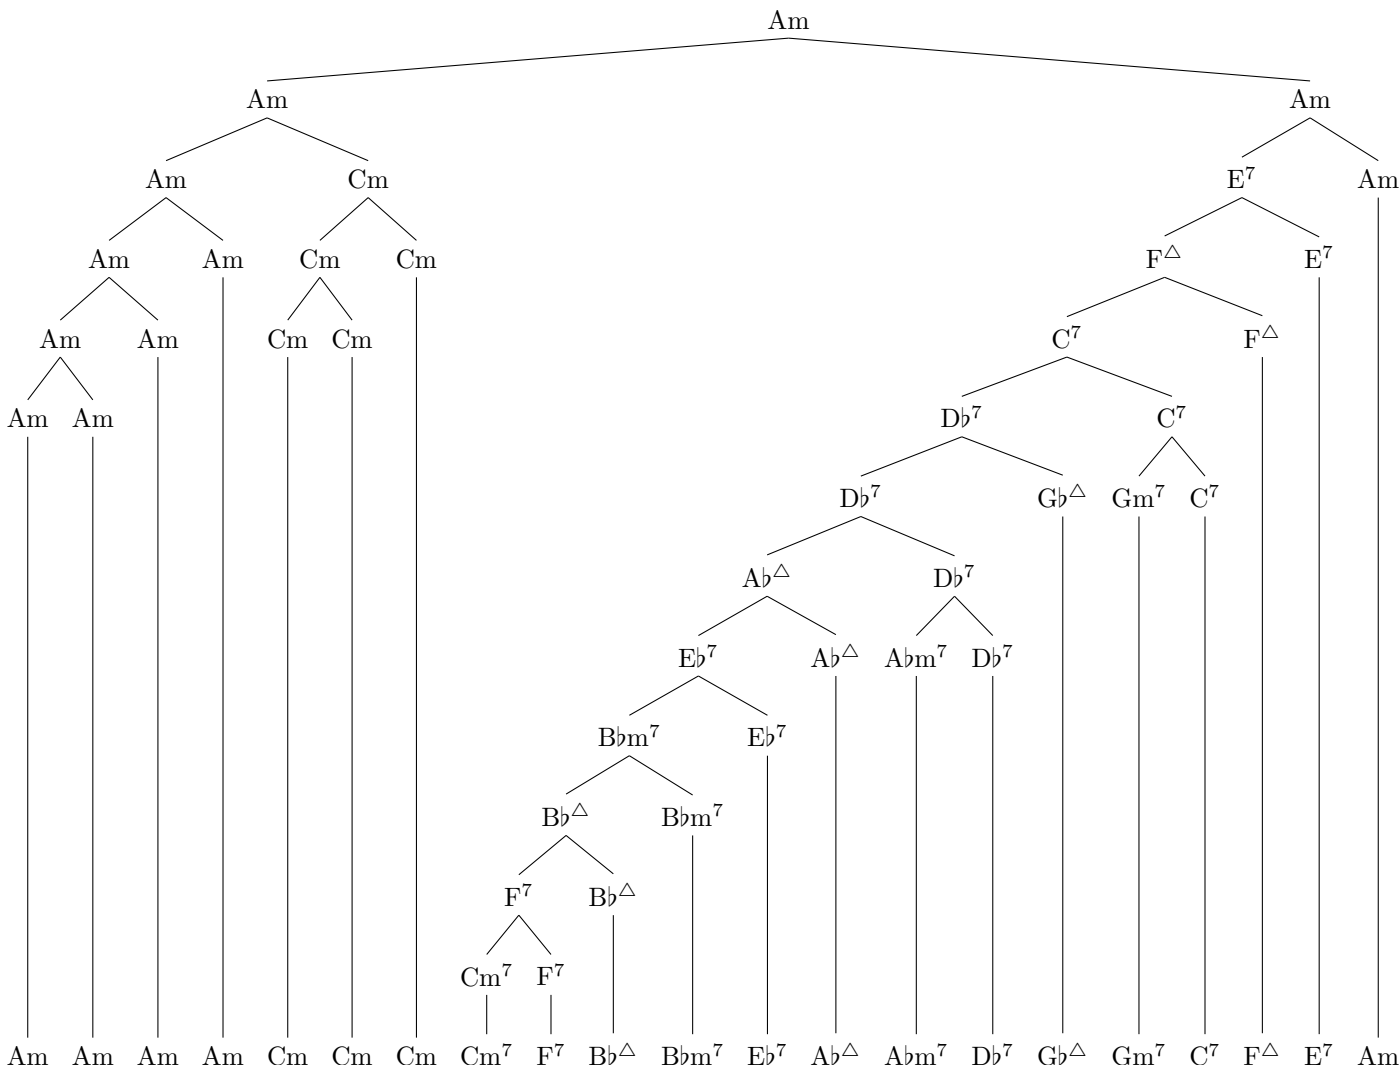 Am
Am Am
Am Cm E⁷ Am
Am Am Cm Cm F△ E⁷
Am Am Cm Cm C⁷ F△
Am Am D♭⁷ C⁷
D♭⁷ G♭△ Gm⁷ C⁷
A♭△ D♭⁷
E♭⁷ A♭△ A♭m⁷ D♭⁷
B♭m⁷ E♭⁷
B♭△ B♭m⁷
F⁷ B♭△
Cm⁷ F⁷
Am Am Am Am Cm Cm Cm Cm⁷ F⁷ B♭△ B♭m⁷ E♭⁷ A♭△ A♭m⁷ D♭⁷ G♭△ Gm⁷ C⁷ F△ E⁷ Am